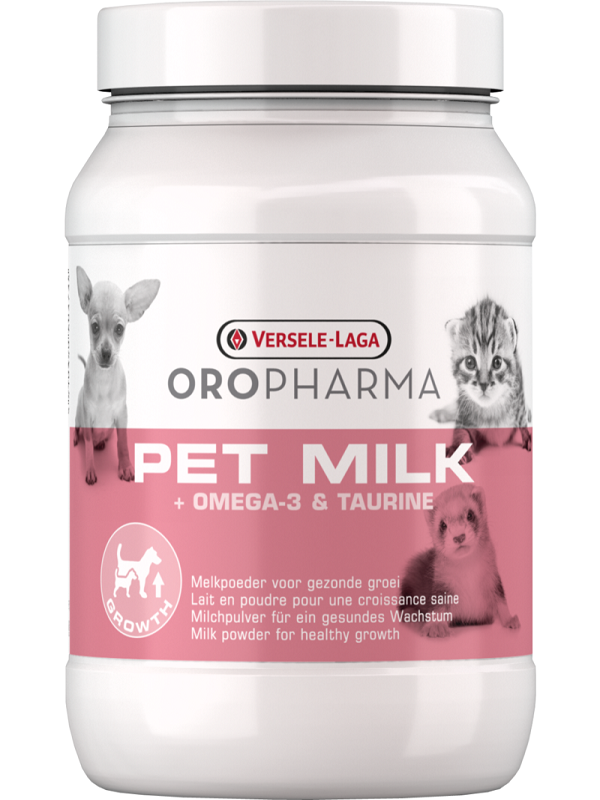 VERSELE-LAGA
OROPHARMA
PET MILK
+ OMEGA-3 & TAURINE
GROWTH
Melkpoeder voor gezonde groei
Lait en poudre pour une croissance saine
Milchpulver für ein gesundes Wachstum
Milk powder for healthy growth